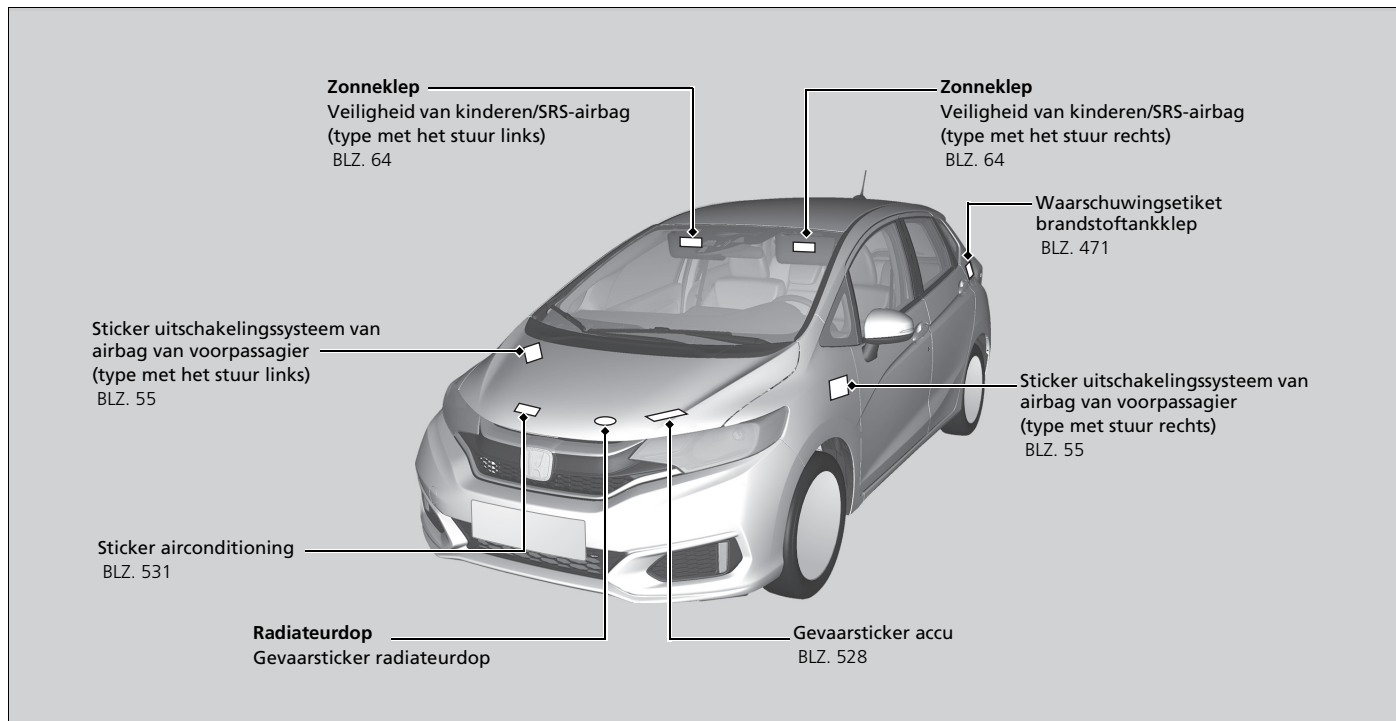 Zonneklep
Veiligheid van kinderen/SRS-airbag
(type met het stuur links)
BLZ. 64
Zonneklep
Veiligheid van kinderen/SRS-airbag
(type met het stuur rechts)
BLZ. 64
Waarschuwingsetiket
brandstoftankklep
BLZ. 471
Sticker uitschakelingssysteem van
airbag van voorpassagier
(type met het stuur links)
BLZ. 55
Sticker uitschakelingssysteem van
airbag van voorpassagier
(type met stuur rechts)
BLZ. 55
Sticker airconditioning
BLZ. 531
Radiateurdop
Gevaarsticker radiateurdop
Gevaarsticker accu
BLZ. 528